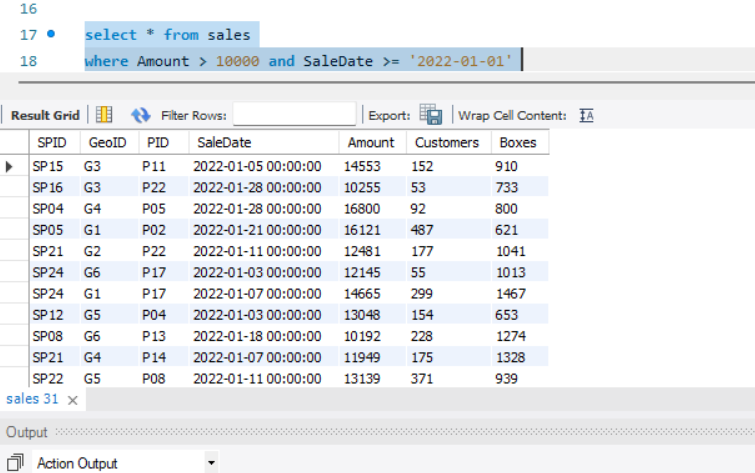 16
17 select * from sales
18 where Amount > 10000 and SaleDate >= '2022-01-01'
Result Grid Filter Rows: Export: Wrap Cell Content: IA
SPID GeoID PID SaleDate Amount Customers Boxes
SP15 G3 P11 2022-01-05 00:00:00 14553 152 910
SP16 G3 P22 2022-01-28 00:00:00 10255 53 733
SP04 G4 P05 2022-01-28 00:00:00 16800 92 800
SP05 G1 P02 2022-01-21 00:00:00 16121 487 621
SP21 G2 P22 2022-01-11 00:00:00 12481 177 1041
SP24 G6 P17 2022-01-03 00:00:00 12145 55 1013
SP24 G1 P17 2022-01-07 00:00:00 14665 299 1467
SP12 G5 P04 2022-01-03 00:00:00 13048 154 653
SP08 G6 P13 2022-01-18 00:00:00 10192 228 1274
SP21 G4 P14 2022-01-07 00:00:00 11949 175 1328
SP22 G5 P08 2022-01-11 00:00:00 13139 371 939
sales 31
Output
Action Output